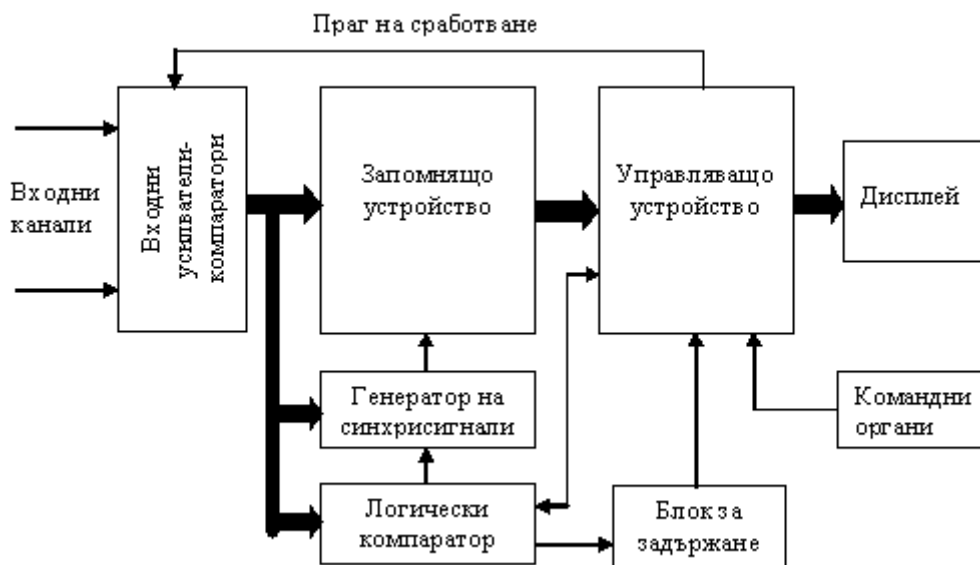 Праг на сработване
Входни
канали
Входни
усилватели-
компаратори
Запомнящо
устройство
Управляващо
устройство
Дисплей
Генератор на
синхрисигнали
Командни
органи
Логически
компаратор
Блок за
задържане